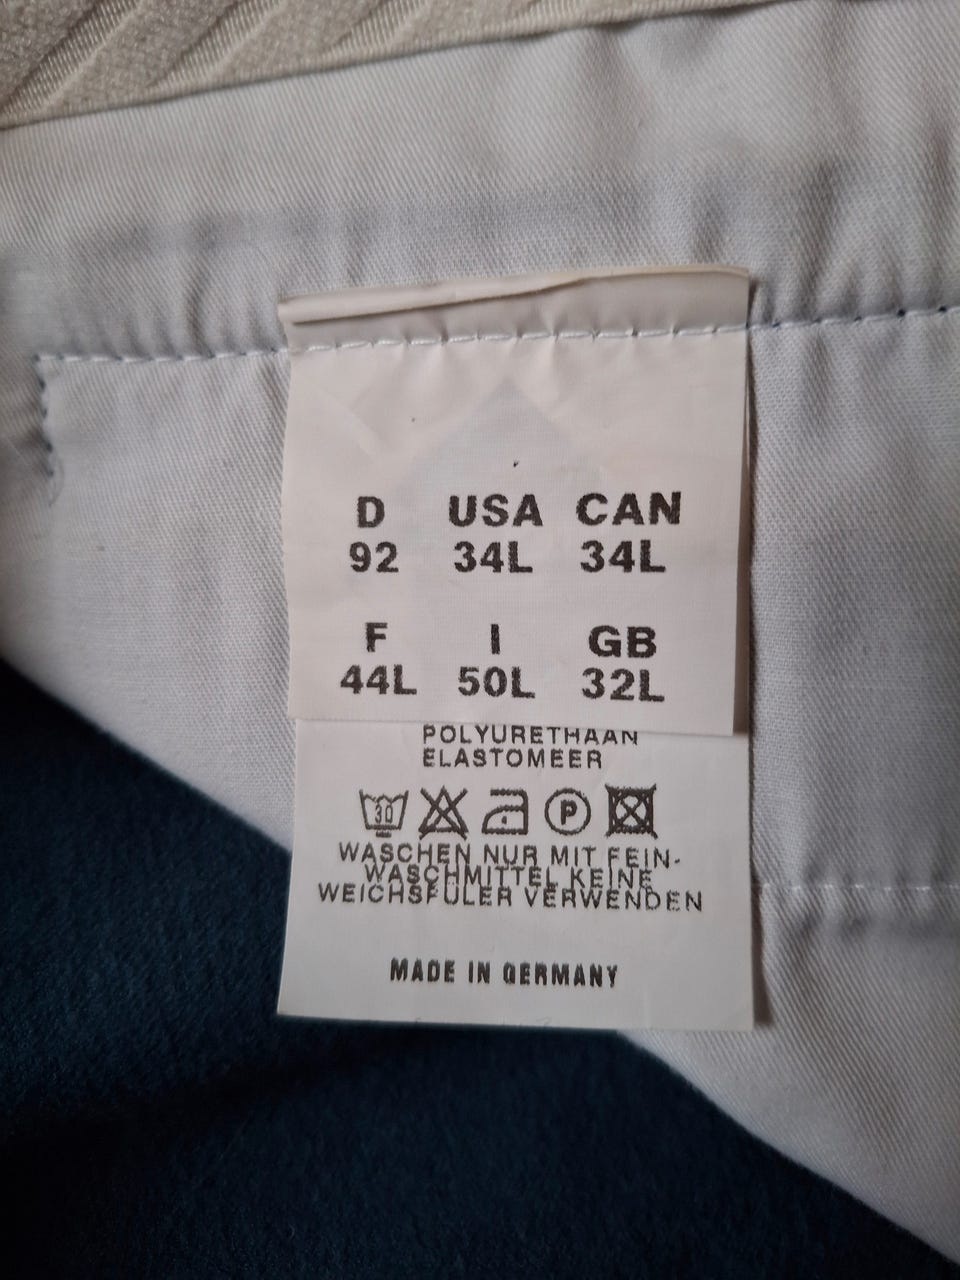 D USA CAN
92 34L 34L
F I GB
44L 50L 32L
POLYURETHAAN
ELASTOMEER
30 P
WASCHEN NUR MIT FEIN-
WASCHMITTEL KEINE
WEICHSPÜLER VERWENDEN
MADE IN GERMANY